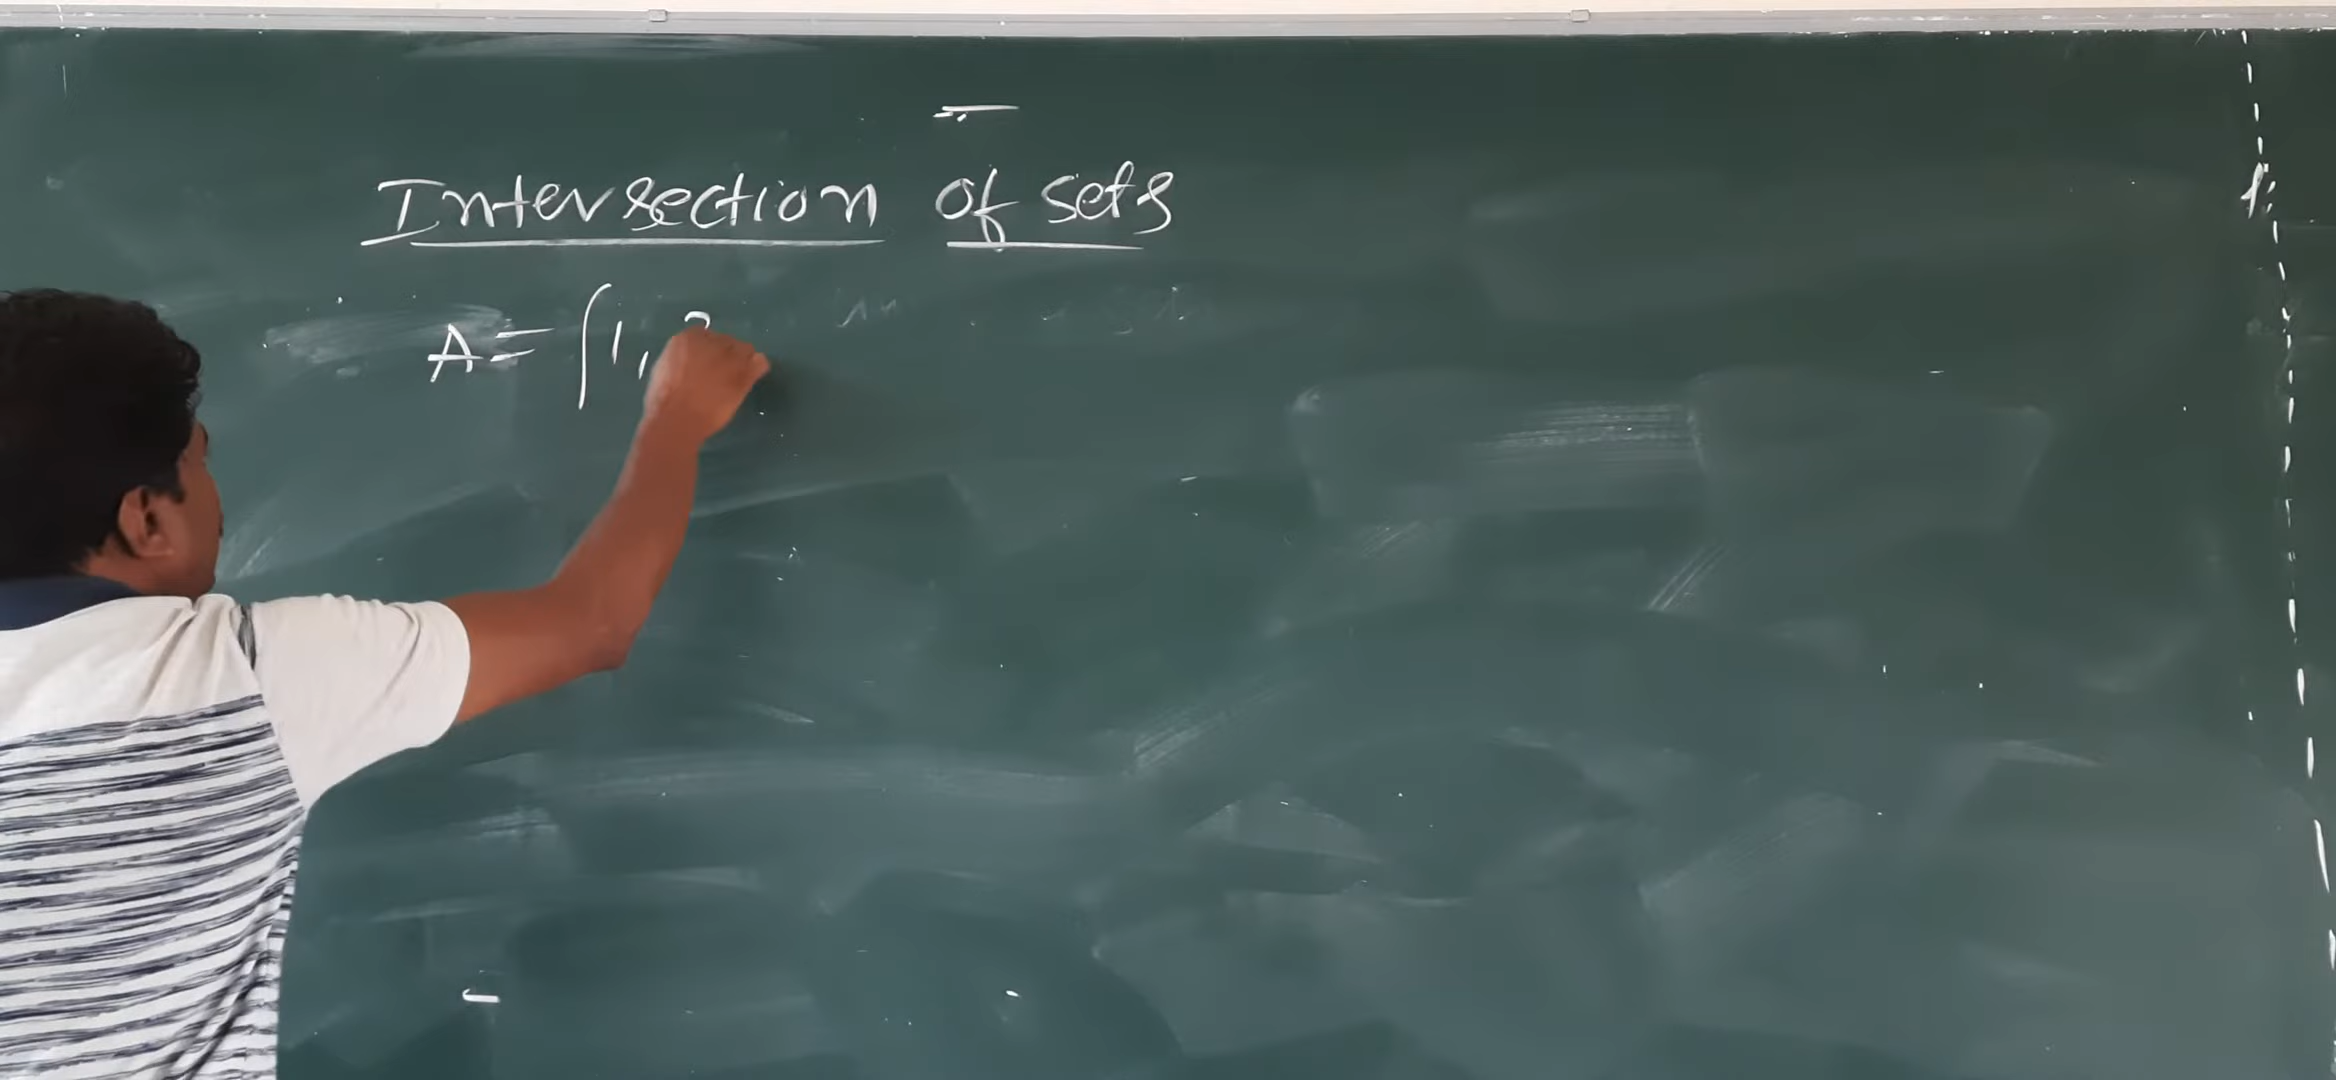 Intersection of sets
A = {1,